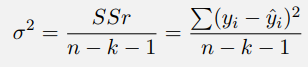 σ² = SSr / (n − k − 1) = ∑(yᵢ − ŷᵢ)² / (n − k − 1)